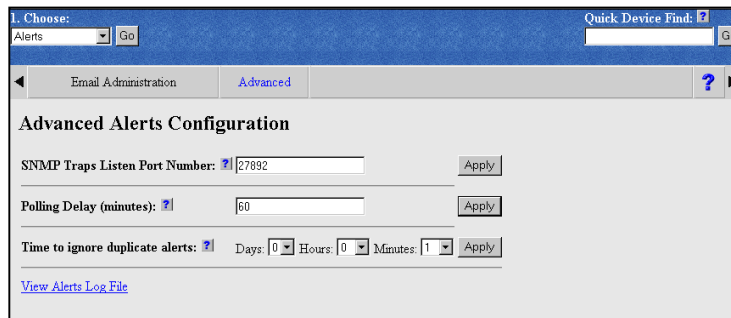 1. Choose:
Quick Device Find: ?
Alerts Go
Email Administration Advanced ?
Advanced Alerts Configuration
SNMP Traps Listen Port Number: ? 27892 Apply
Polling Delay (minutes): ? 60 Apply
Time to ignore duplicate alerts: ? Days: 0 Hours: 0 Minutes: 1 Apply
View Alerts Log File